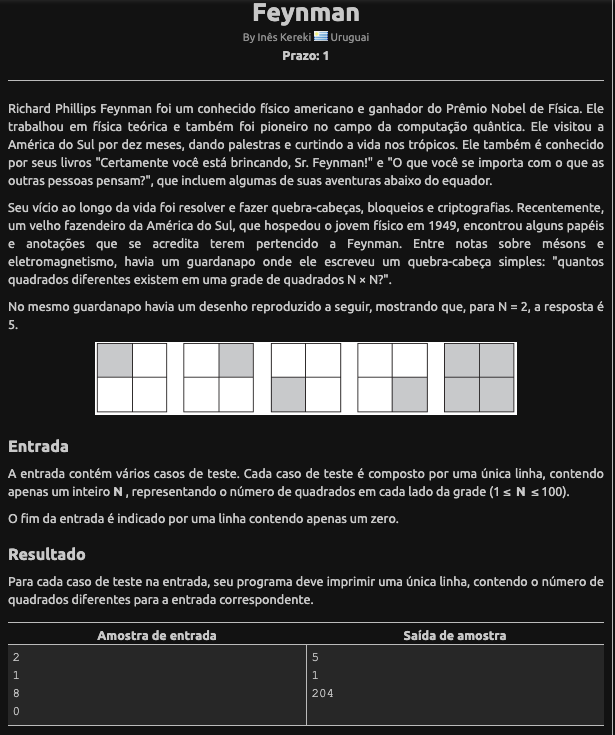 Feynman
By Inês Kereki Uruguai
Prazo: 1
Richard Phillips Feynman foi um conhecido físico americano e ganhador do Prêmio Nobel de Física. Ele
trabalhou em física teórica e também foi pioneiro no campo da computação quântica. Ele visitou a
América do Sul por dez meses, dando palestras e curtindo a vida nos trópicos. Ele também é conhecido
por seus livros "Certamente você está brincando, Sr. Feynman!" e "O que você se importa com o que as
outras pessoas pensam?", que incluem algumas de suas aventuras abaixo do equador.
Seu vício ao longo da vida foi resolver e fazer quebra-cabeças, bloqueios e criptografias. Recentemente,
um velho fazendeiro da América do Sul, que hospedou o jovem físico em 1949, encontrou alguns papéis
e anotações que se acredita terem pertencido a Feynman. Entre notas sobre mésons e
eletromagnetismo, havia um guardanapo onde ele escreveu um quebra-cabeça simples: "quantos
quadrados diferentes existem em uma grade de quadrados N × N?".
No mesmo guardanapo havia um desenho reproduzido a seguir, mostrando que, para N = 2, a resposta é
5.
Entrada
A entrada contém vários casos de teste. Cada caso de teste é composto por uma única linha, contendo
apenas um inteiro N , representando o número de quadrados em cada lado da grade (1 ≤ N ≤ 100).
O fim da entrada é indicado por uma linha contendo apenas um zero.
Resultado
Para cada caso de teste na entrada, seu programa deve imprimir uma única linha, contendo o número de
quadrados diferentes para a entrada correspondente.
Amostra de entrada Saída de amostra
2 5
1 1
8 204
0